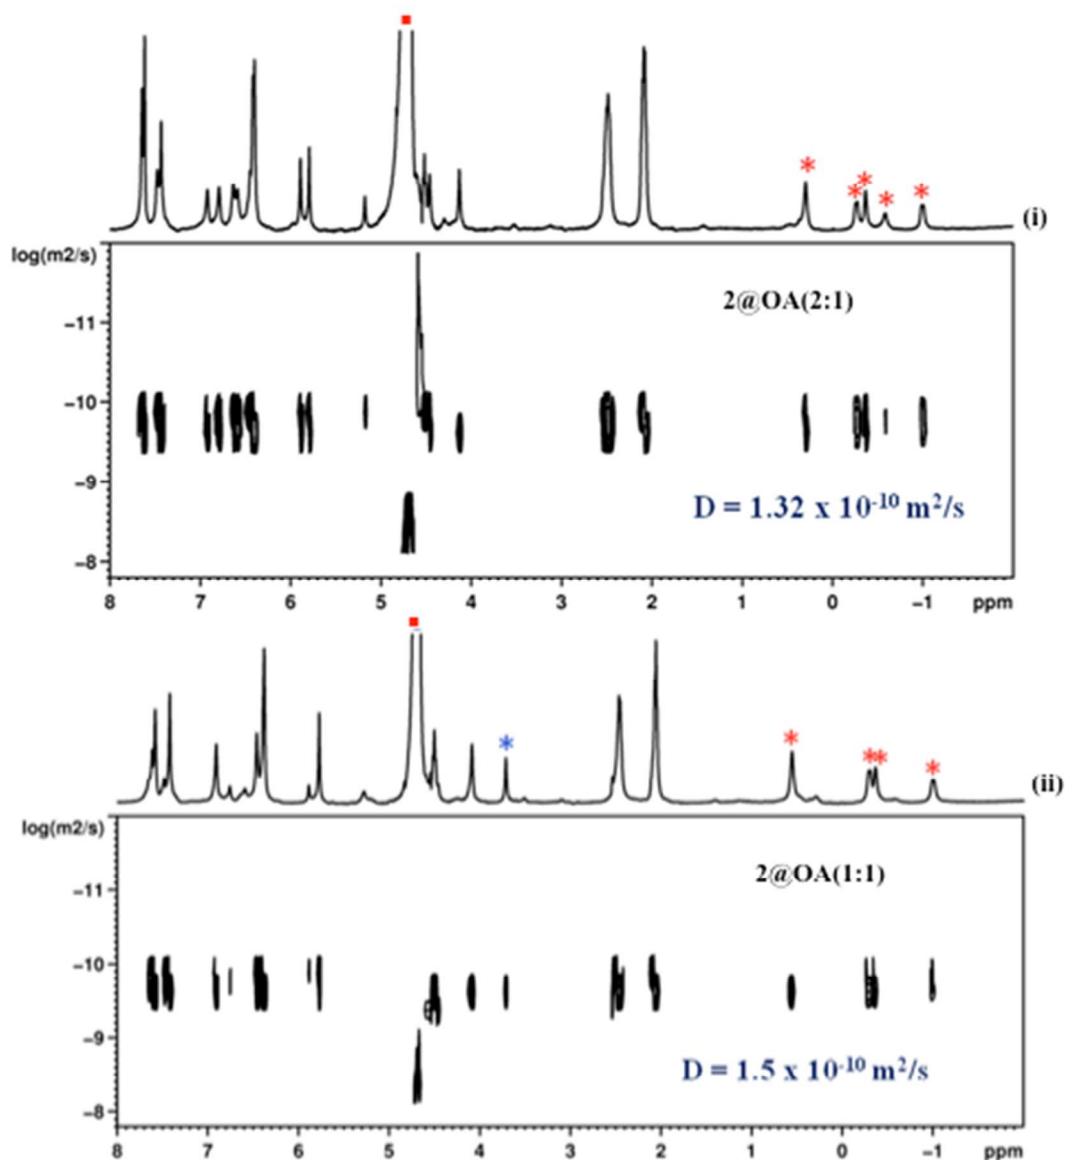 (i)
log(m2/s)
2@OA(2:1)
-11
-10
-9
D = 1.32 x 10-10 m2/s
-8
8 7 6 5 4 3 2 1 0 -1 ppm
(ii)
log(m2/s)
2@OA(1:1)
-11
-10
-9
D = 1.5 x 10-10 m2/s
-8
8 7 6 5 4 3 2 1 0 -1 ppm